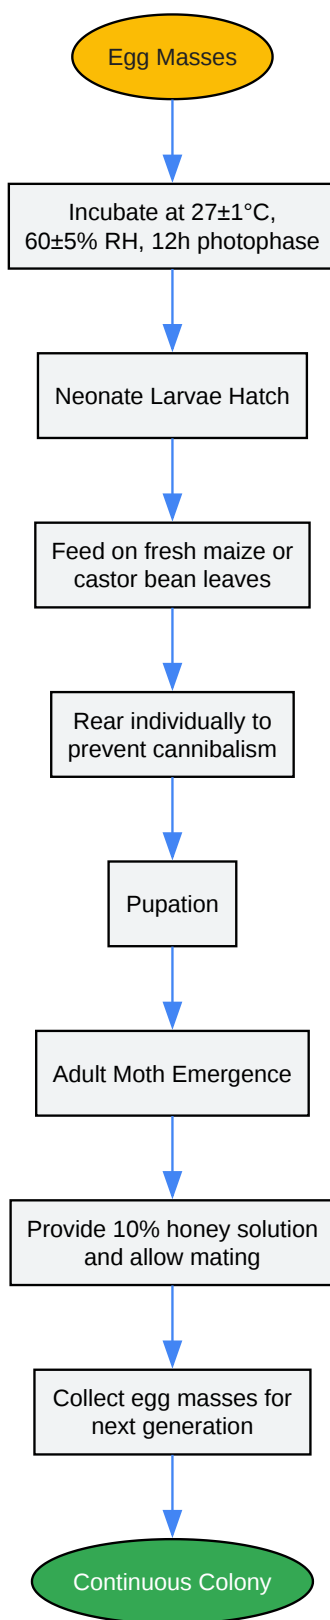 Egg Masses
Incubate at 27±1°C,
60±5% RH, 12h photophase
Neonate Larvae Hatch
Feed on fresh maize or
castor bean leaves
Rear individually to
prevent cannibalism
Pupation
Adult Moth Emergence
Provide 10% honey solution
and allow mating
Collect egg masses for
next generation
Continuous Colony